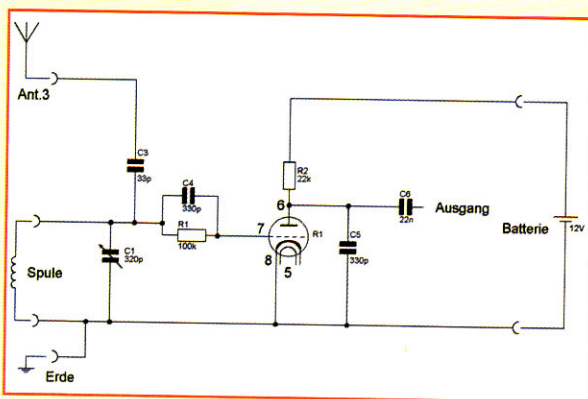 Ant.3
C3
33p
C4
330p
R1
100k
R2
22k
6
7
8
5
R1
C6
22n
Ausgang
C5
330p
Batterie
12V
C1
320p
Spule
Erde